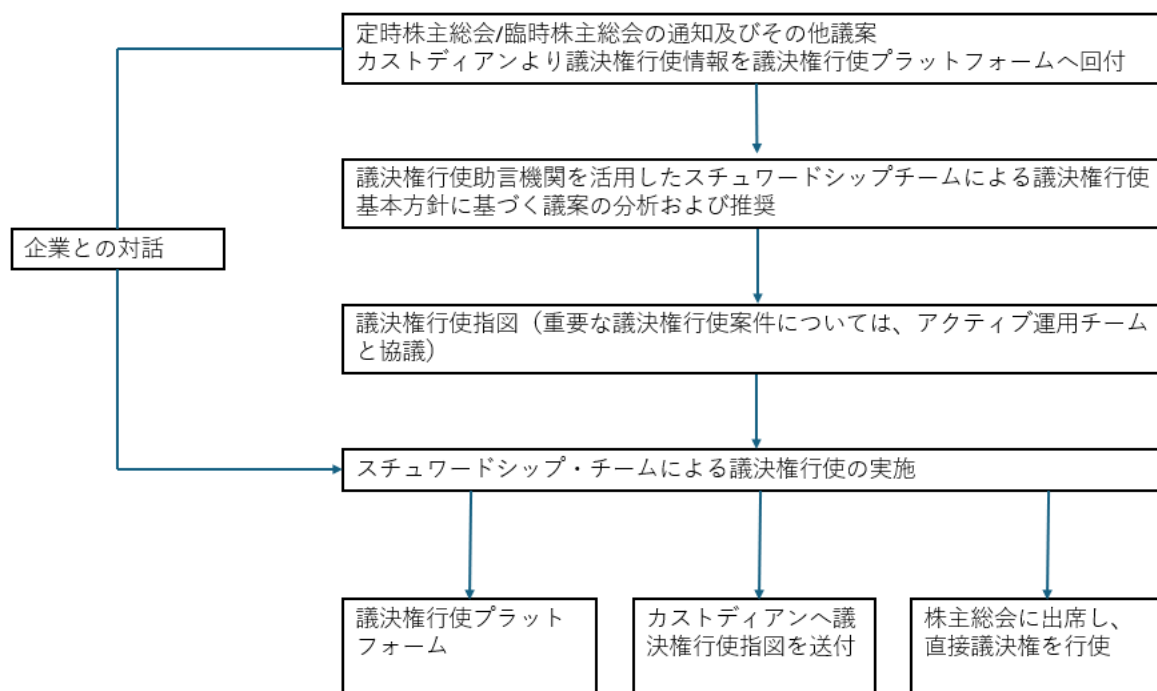 定時株主総会/臨時株主総会の通知及びその他議案
カストディアンより議決権行使情報を議決権行使プラットフォームへ回付
議決権行使助言機関を活用したスチュワードシップチームによる議決権行使
基本方針に基づく議案の分析および推奨
企業との対話
議決権行使指図（重要な議決権行使案件については、アクティブ運用チーム
と協議）
スチュワードシップ・チームによる議決権行使の実施
議決権行使プラット
フォーム
カストディアンへ議
決権行使指図を送付
株主総会に出席し、
直接議決権を行使